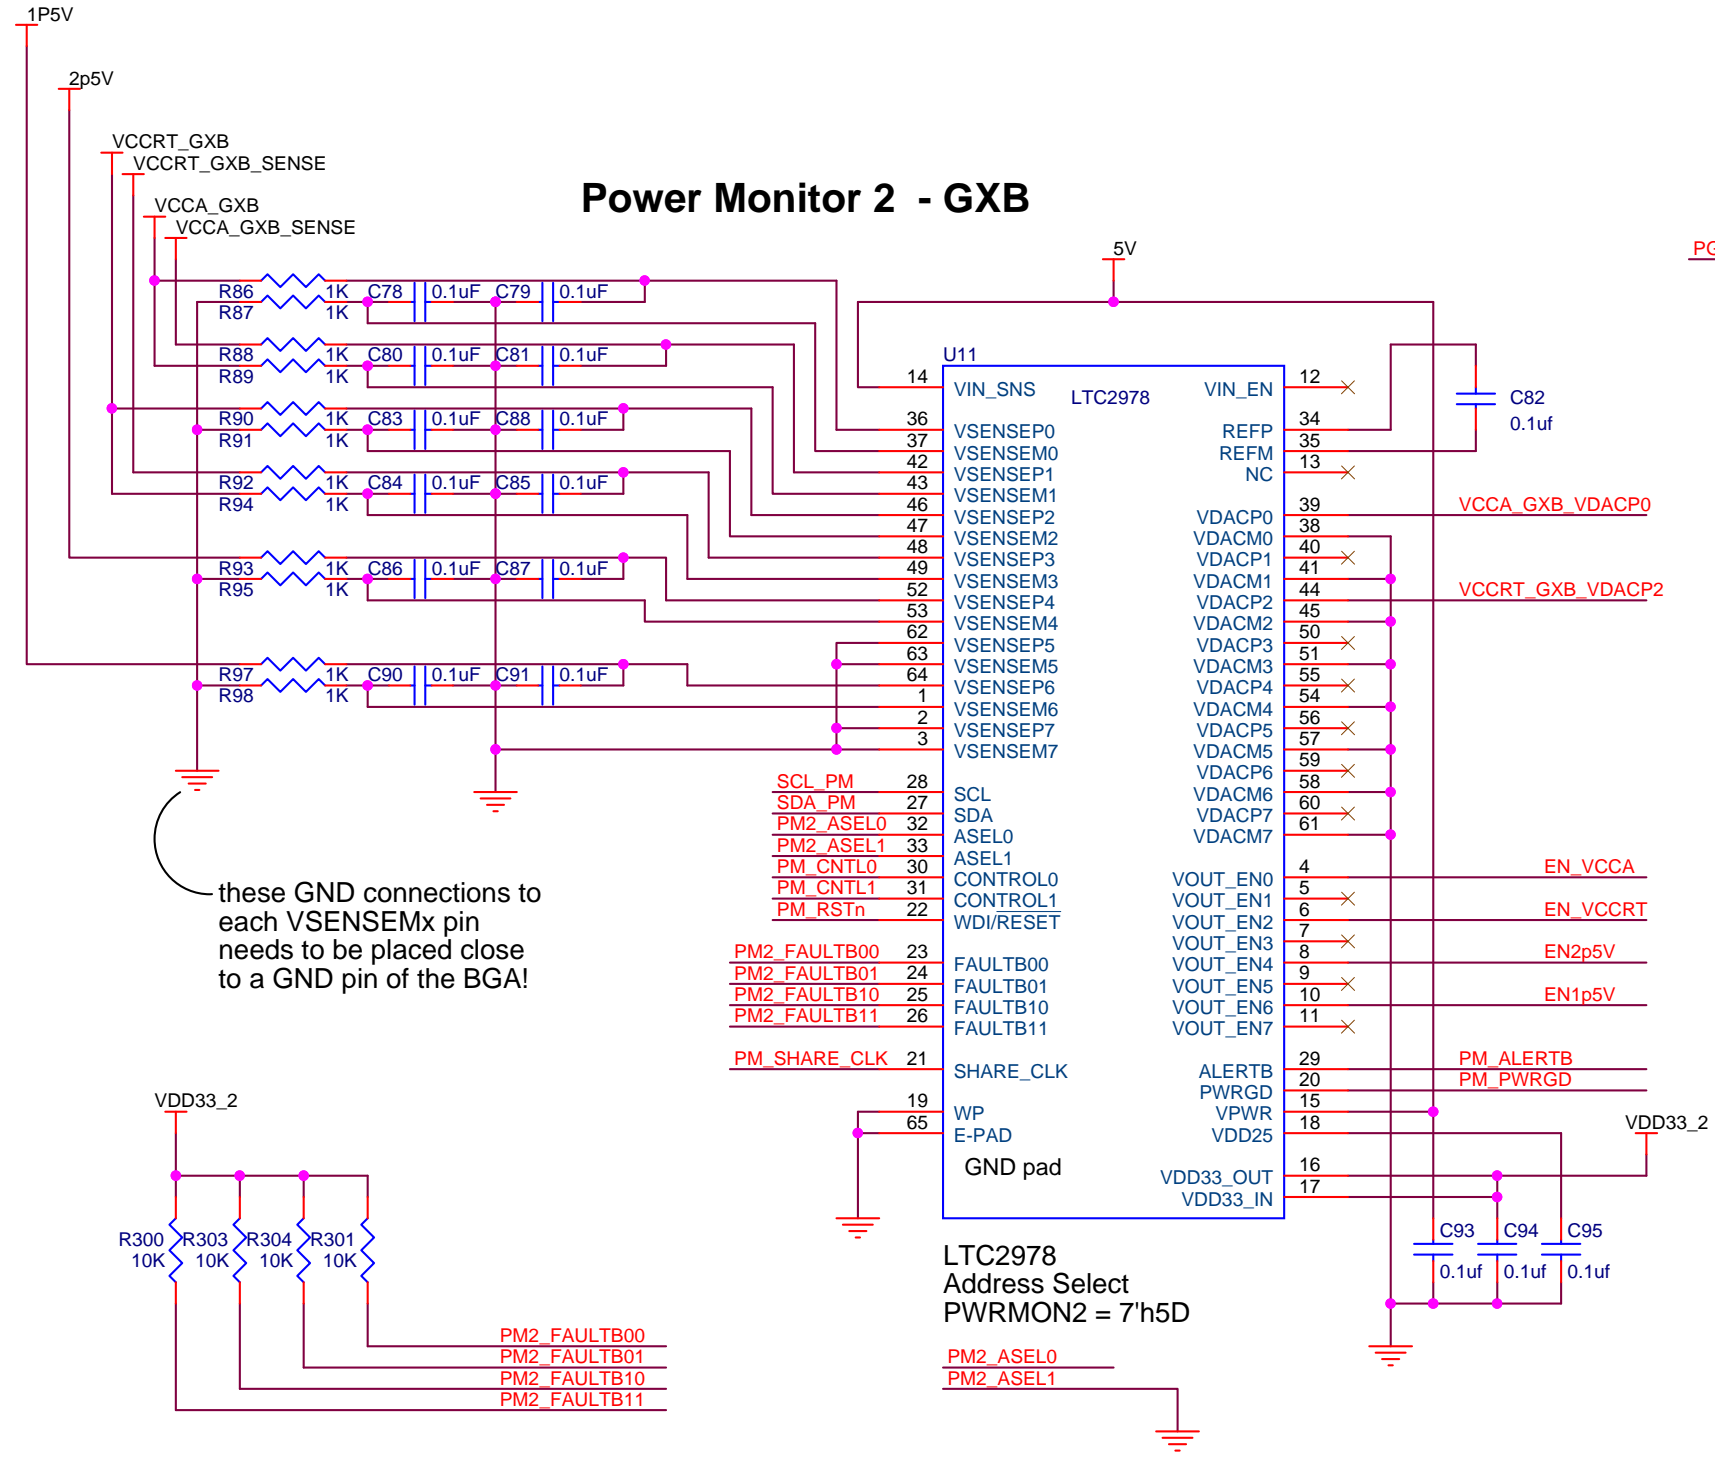 1P5V
2p5V
VCCRT_GXB
VCCRT_GXB_SENSE
VCCA_GXB
VCCA_GXB_SENSE
Power Monitor 2 - GXB
5V
R86 1K C78 0.1uF C79 0.1uF
R87 1K
R88 1K C80 0.1uF C81 0.1uF
R89 1K
R90 1K C83 0.1uF C88 0.1uF
R91 1K
R92 1K C84 0.1uF C85 0.1uF
R94 1K
R93 1K C86 0.1uF C87 0.1uF
R95 1K
R97 1K C90 0.1uF C91 0.1uF
R98 1K
these GND connections to
each VSENSEMx pin
needs to be placed close
to a GND pin of the BGA!
U11
LTC2978
14 VIN_SNS
36 VSENSEP0
37 VSENSEM0
42 VSENSEP1
43 VSENSEM1
46 VSENSEP2
47 VSENSEM2
48 VSENSEP3
49 VSENSEM3
52 VSENSEP4
53 VSENSEM4
62 VSENSEP5
63 VSENSEM5
64 VSENSEP6
1 VSENSEM6
2 VSENSEP7
3 VSENSEM7
SCL_PM 28 SCL
SDA_PM 27 SDA
PM2_ASEL0 32 ASEL0
PM2_ASEL1 33 ASEL1
PM_CNTL0 30 CONTROL0
PM_CNTL1 31 CONTROL1
PM_RSTn 22 WDI/RESET
PM2_FAULTB00 23 FAULTB00
PM2_FAULTB01 24 FAULTB01
PM2_FAULTB10 25 FAULTB10
PM2_FAULTB11 26 FAULTB11
PM_SHARE_CLK 21 SHARE_CLK
19 WP
65 E-PAD
GND pad
VIN_EN 12
REFP 34
REFM 35
NC 13
C82
0.1uf
VDACP0 39 VCCA_GXB_VDACP0
VDACM0 38
VDACP1 40
VDACM1 41
VDACP2 44 VCCRT_GXB_VDACP2
VDACM2 45
VDACP3 50
VDACM3 51
VDACP4 55
VDACM4 54
VDACP5 56
VDACM5 57
VDACP6 59
VDACM6 58
VDACP7 60
VDACM7 61
VOUT_EN0 4 EN_VCCA
VOUT_EN1 5
VOUT_EN2 6 EN_VCCRT
VOUT_EN3 7
VOUT_EN4 8 EN2p5V
VOUT_EN5 9
VOUT_EN6 10 EN1p5V
VOUT_EN7 11
ALERTB 29 PM_ALERTB
PWRGD 20 PM_PWRGD
VPWR 15
VDD25 18
VDD33_OUT 16
VDD33_IN 17
VDD33_2
C93 C94 C95
0.1uf 0.1uf 0.1uf
VDD33_2
R300 R303 R304 R301
10K 10K 10K 10K
PM2_FAULTB00
PM2_FAULTB01
PM2_FAULTB10
PM2_FAULTB11
LTC2978
Address Select
PWRMON2 = 7'h5D
PM2_ASEL0
PM2_ASEL1